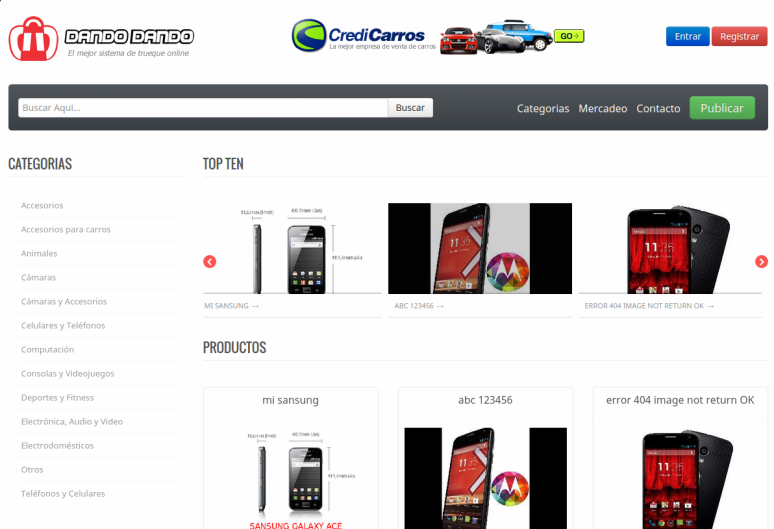 DANDO DANDO
El mejor sistema de trueque online
CrediCarros
La mejor empresa de venta de carros
GO
Entrar
Registrar
Buscar Aqui...
Buscar
Categorias
Mercadeo
Contacto
Publicar
CATEGORIAS
Accesorios
Accesorios para carros
Animales
Cámaras
Cámaras y Accesorios
Celulares y Teléfonos
Computación
Consolas y Videojuegos
Deportes y Fitness
Electrónica, Audio y Video
Electrodomésticos
Otros
Teléfonos y Celulares
TOP TEN
MI SANSUNG →
ABC 123456 →
ERROR 404 IMAGE NOT RETURN OK →
PRODUCTOS
mi sansung
abc 123456
error 404 image not return OK
SANSUNG GALAXY ACE